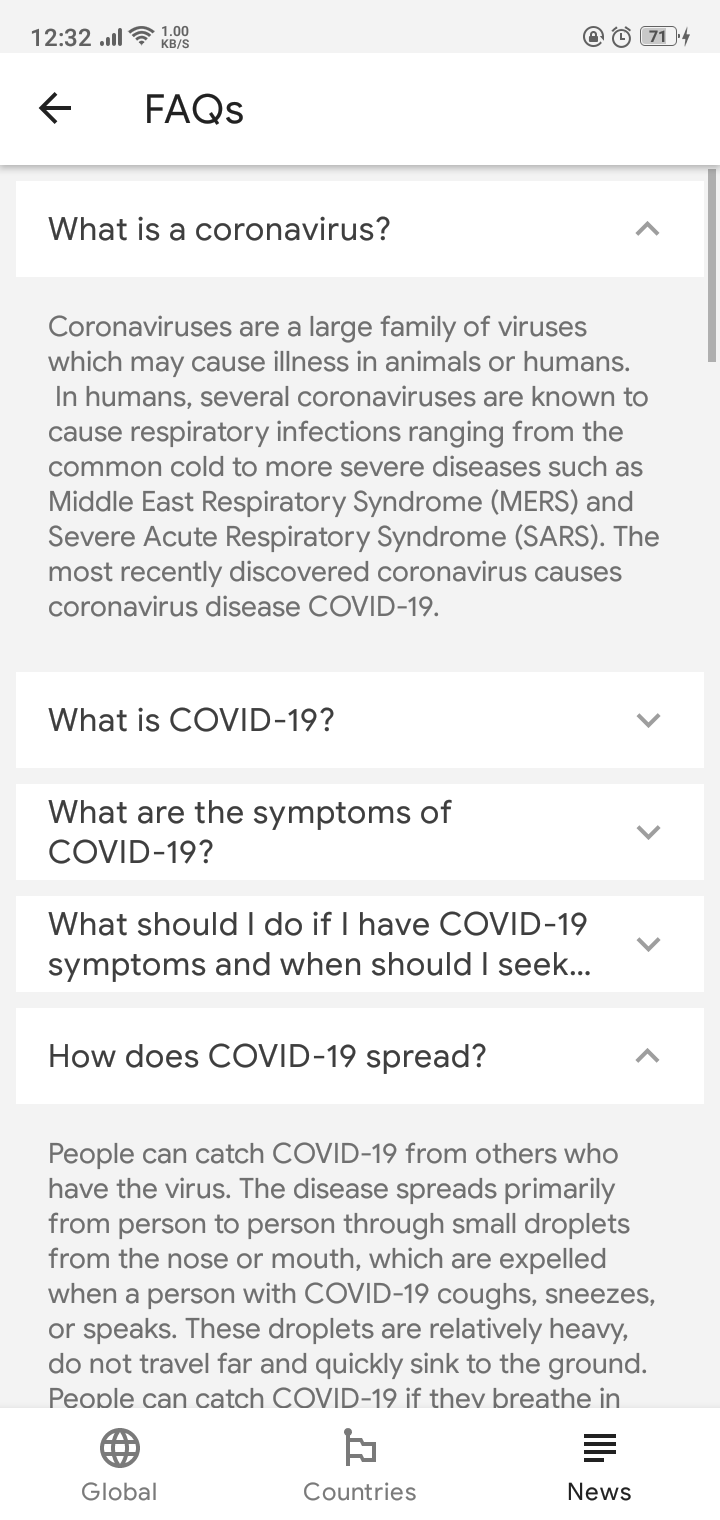 12:32
1.00
KB/S
71
FAQs
What is a coronavirus?
Coronaviruses are a large family of viruses
which may cause illness in animals or humans.
In humans, several coronaviruses are known to
cause respiratory infections ranging from the
common cold to more severe diseases such as
Middle East Respiratory Syndrome (MERS) and
Severe Acute Respiratory Syndrome (SARS). The
most recently discovered coronavirus causes
coronavirus disease COVID-19.
What is COVID-19?
What are the symptoms of
COVID-19?
What should I do if I have COVID-19
symptoms and when should I seek...
How does COVID-19 spread?
People can catch COVID-19 from others who
have the virus. The disease spreads primarily
from person to person through small droplets
from the nose or mouth, which are expelled
when a person with COVID-19 coughs, sneezes,
or speaks. These droplets are relatively heavy,
do not travel far and quickly sink to the ground.
People can catch COVID-19 if they breathe in
Global
Countries
News